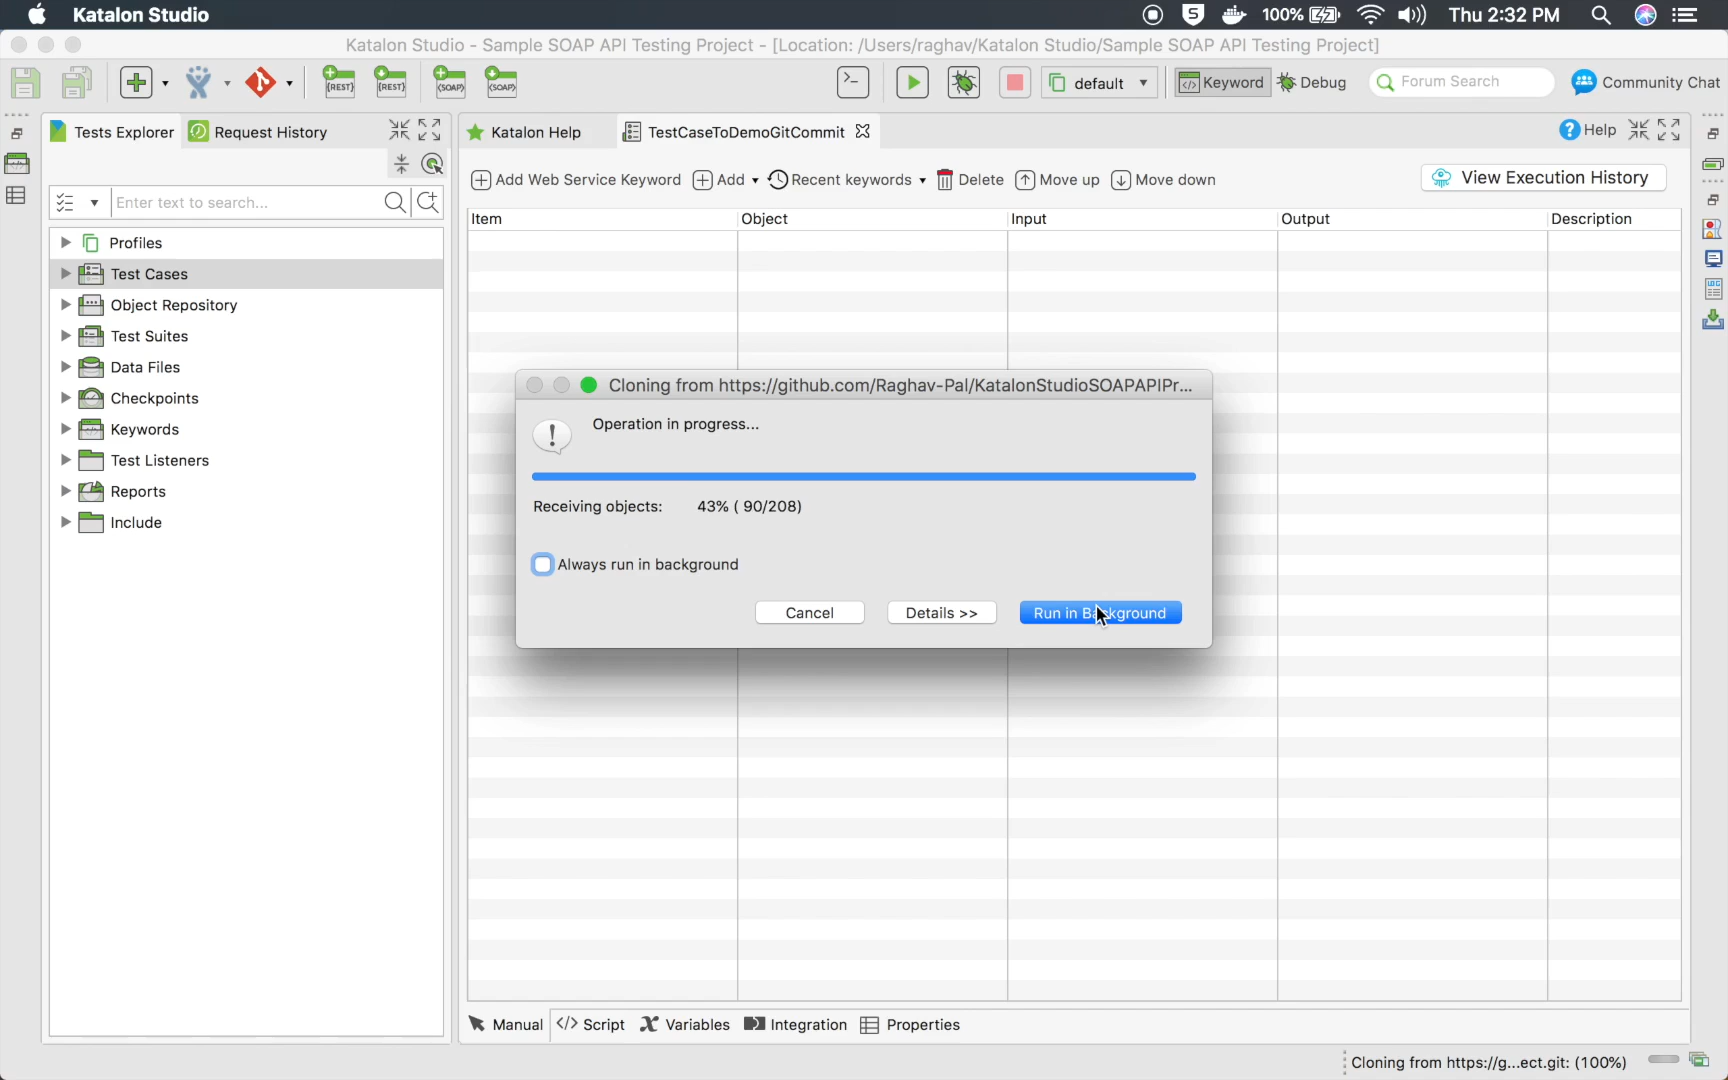 Katalon Studio
100%
Thu 2:32 PM
Katalon Studio - Sample SOAP API Testing Project - [Location: /Users/raghav/Katalon Studio/Sample SOAP API Testing Project]
{REST}
{REST}
{SOAP}
{SOAP}
default
Keyword
Debug
Forum Search
Community Chat
Tests Explorer
Request History
Katalon Help
TestCaseToDemoGitCommit
Help
Add Web Service Keyword
Add
Recent keywords
Delete
Move up
Move down
View Execution History
Enter text to search...
Item
Object
Input
Output
Description
Profiles
Test Cases
Object Repository
Test Suites
Data Files
Checkpoints
Keywords
Test Listeners
Reports
Include
Cloning from https://github.com/Raghav-Pal/KatalonStudioSOAPAPIPr...
Operation in progress...
Receiving objects: 43% ( 90/208)
Always run in background
Cancel
Details >>
Run in Background
Manual
Script
Variables
Integration
Properties
Cloning from https://g...ect.git: (100%)